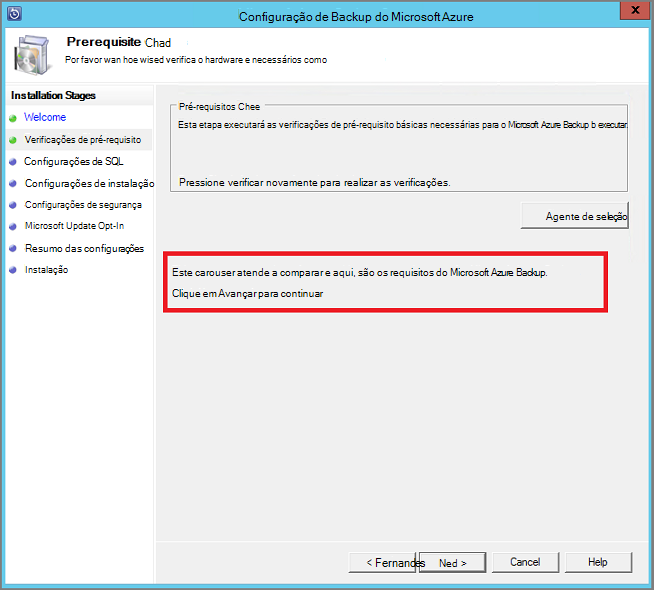 Configuração de Backup do Microsoft Azure
Prerequisite Chad
Por favor wan hoe wised verifica o hardware e necessários como
Installation Stages
Welcome
Verificações de pré-requisito
Configurações de SQL
Configurações de instalação
Configurações de segurança
Microsoft Update Opt-In
Resumo das configurações
Instalação
Pré-requisitos Chee
Esta etapa executará as verificações de pré-requisito básicas necessárias para o Microsoft Azure Backup b executar.
Pressione verificar novamente para realizar as verificações.
Agente de seleção
Este carouser atende a comparar e aqui, são os requisitos do Microsoft Azure Backup.
Clique em Avançar para continuar
< Fernandes
Ned >
Cancel
Help